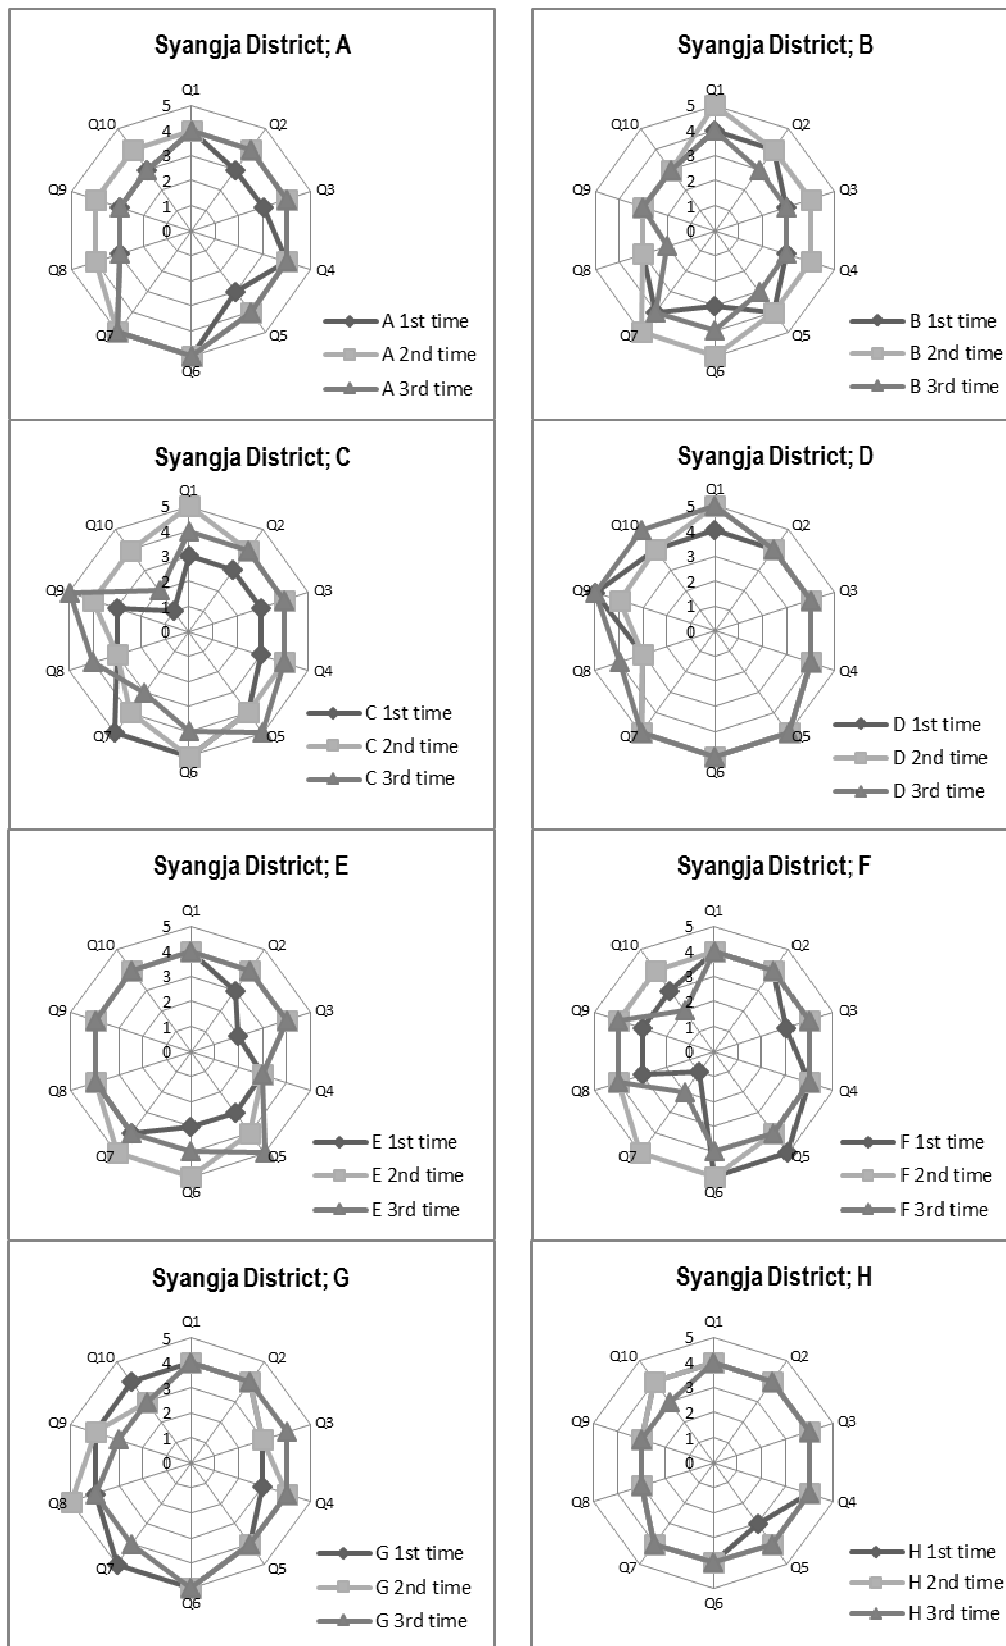 Syangja District; A
Q1
Q2
Q3
Q4
Q5
Q6
Q7
Q8
Q9
Q10
5
4
3
2
1
0
A 1st time
A 2nd time
A 3rd time
Syangja District; B
Q1
Q2
Q3
Q4
Q5
Q6
Q7
Q8
Q9
Q10
5
4
3
2
1
0
B 1st time
B 2nd time
B 3rd time
Syangja District; C
Q1
Q2
Q3
Q4
Q5
Q6
Q7
Q8
Q9
Q10
5
4
3
2
1
0
C 1st time
C 2nd time
C 3rd time
Syangja District; D
Q1
Q2
Q3
Q4
Q5
Q6
Q7
Q8
Q9
Q10
5
4
3
2
1
0
D 1st time
D 2nd time
D 3rd time
Syangja District; E
Q1
Q2
Q3
Q4
Q5
Q6
Q7
Q8
Q9
Q10
5
4
3
2
1
0
E 1st time
E 2nd time
E 3rd time
Syangja District; F
Q1
Q2
Q3
Q4
Q5
Q6
Q7
Q8
Q9
Q10
5
4
3
2
1
0
F 1st time
F 2nd time
F 3rd time
Syangja District; G
Q1
Q2
Q3
Q4
Q5
Q6
Q7
Q8
Q9
Q10
5
4
3
2
1
0
G 1st time
G 2nd time
G 3rd time
Syangja District; H
Q1
Q2
Q3
Q4
Q5
Q6
Q7
Q8
Q9
Q10
5
4
3
2
1
0
H 1st time
H 2nd time
H 3rd time